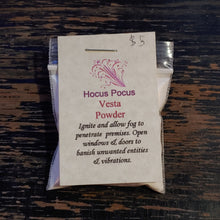 $5
Hocus Pocus
Vesta
Powder
Ignite and allow fog to
penetrate premises. Open
windows & doors to
banish unwanted entities
& vibrations.